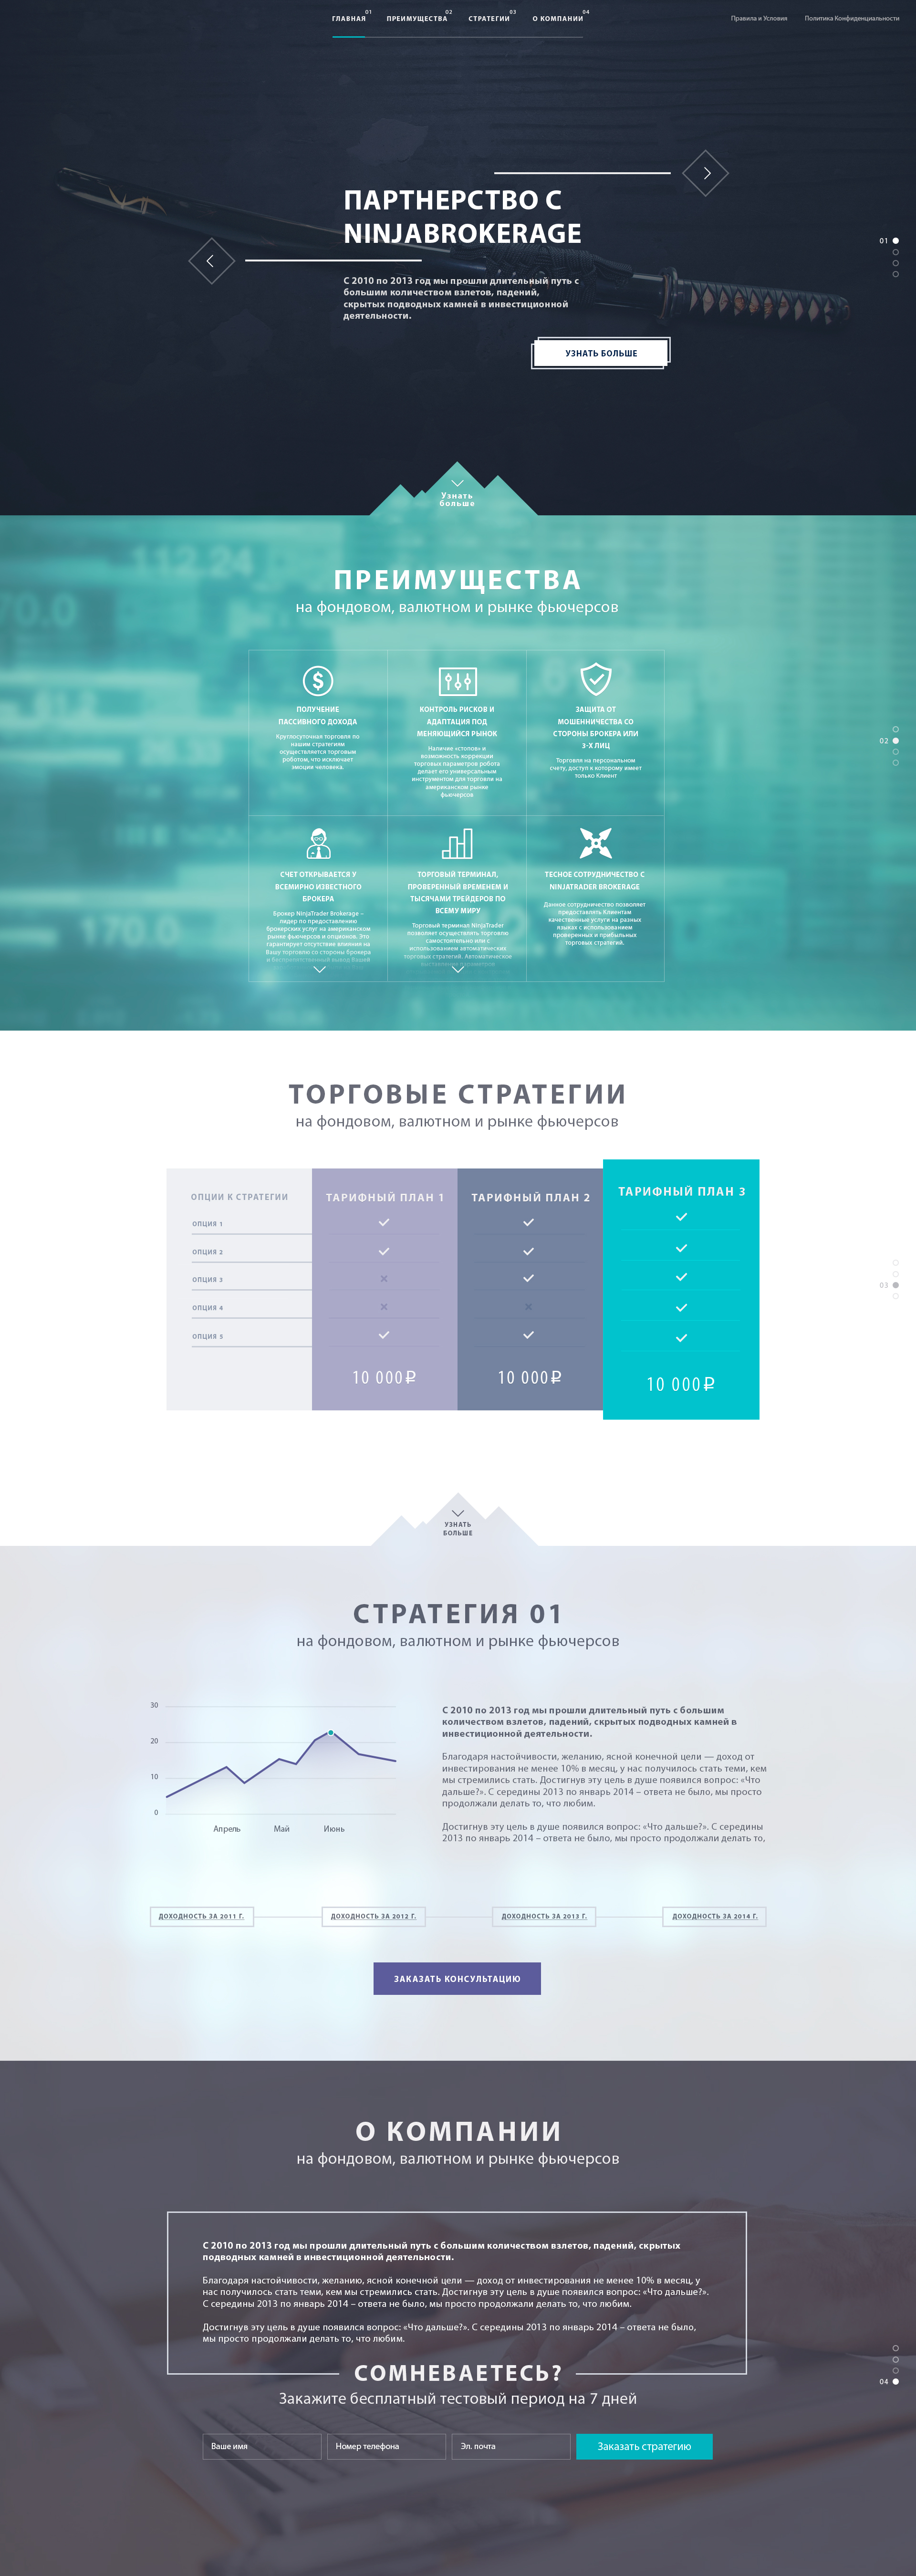 ГЛАВНАЯ 01 ПРЕИМУЩЕСТВА 02 СТРАТЕГИИ 03 О КОМПАНИИ 04
Правила и Условия Политика Конфиденциальности
ПАРТНЕРСТВО С
NINJABROKERAGE
С 2010 по 2013 год мы прошли длительный путь с
большим количеством взлетов, падений,
скрытых подводных камней в инвестиционной
деятельности.
01
УЗНАТЬ БОЛЬШЕ
Узнать
больше
ПРЕИМУЩЕСТВА
на фондовом, валютном и рынке фьючерсов
ПОЛУЧЕНИЕ
ПАССИВНОГО ДОХОДА
Круглосуточная торговля по
нашим стратегиям
осуществляется торговым
роботом, что исключает
эмоции человека.
КОНТРОЛЬ РИСКОВ И
АДАПТАЦИЯ ПОД
МЕНЯЮЩИЙСЯ РЫНОК
Наличие «стопов» и
возможность коррекции
торговых параметров робота
делает его универсальным
инструментом для торговли на
американском рынке
фьючерсов
ЗАЩИТА ОТ
МОШЕННИЧЕСТВА СО
СТОРОНЫ БРОКЕРА ИЛИ
3-Х ЛИЦ
Торговля на персональном
счету, доступ к которому имеет
только Клиент
02
СЧЕТ ОТКРЫВАЕТСЯ У
ВСЕМИРНО ИЗВЕСТНОГО
БРОКЕРА
Брокер NinjaTrader Brokerage –
лидер по предоставлению
брокерских услуг на американском
рынке фьючерсов и опционов. Это
гарантирует отсутствие влияния на
Вашу торговлю со стороны брокера
и беспрепятственный вывод Вашей
ТОРГОВЫЙ ТЕРМИНАЛ,
ПРОВЕРЕННЫЙ ВРЕМЕНЕМ И
ТЫСЯЧАМИ ТРЕЙДЕРОВ ПО
ВСЕМУ МИРУ
Торговый терминал NinjaTrader
позволяет осуществлять торговлю
самостоятельно или с
использованием автоматических
торговых стратегий. Автоматическое
ТЕСНОЕ СОТРУДНИЧЕСТВО С
NINJATRADER BROKERAGE
Данное сотрудничество позволяет
предоставлять Клиентам
качественные услуги на разных
языках с использованием
проверенных и прибыльных
торговых стратегий.
112.24
70.0
ТОРГОВЫЕ СТРАТЕГИИ
на фондовом, валютном и рынке фьючерсов
ОПЦИИ К СТРАТЕГИИ
ОПЦИЯ 1
ОПЦИЯ 2
ОПЦИЯ 3
ОПЦИЯ 4
ОПЦИЯ 5
ТАРИФНЫЙ ПЛАН 1
10 000₽
ТАРИФНЫЙ ПЛАН 2
10 000₽
ТАРИФНЫЙ ПЛАН 3
10 000₽
03
УЗНАТЬ
БОЛЬШЕ
СТРАТЕГИЯ 01
на фондовом, валютном и рынке фьючерсов
30
20
10
0
Апрель Май Июнь
С 2010 по 2013 год мы прошли длительный путь с большим
количеством взлетов, падений, скрытых подводных камней в
инвестиционной деятельности.
Благодаря настойчивости, желанию, ясной конечной цели — доход от
инвестирования не менее 10% в месяц, у нас получилось стать теми, кем
мы стремились стать. Достигнув эту цель в душе появился вопрос: «Что
дальше?». С середины 2013 по январь 2014 – ответа не было, мы просто
продолжали делать то, что любим.
Достигнув эту цель в душе появился вопрос: «Что дальше?». С середины
2013 по январь 2014 – ответа не было, мы просто продолжали делать то,
ДОХОДНОСТЬ ЗА 2011 Г. ДОХОДНОСТЬ ЗА 2012 Г. ДОХОДНОСТЬ ЗА 2013 Г. ДОХОДНОСТЬ ЗА 2014 Г.
ЗАКАЗАТЬ КОНСУЛЬТАЦИЮ
О КОМПАНИИ
на фондовом, валютном и рынке фьючерсов
С 2010 по 2013 год мы прошли длительный путь с большим количеством взлетов, падений, скрытых
подводных камней в инвестиционной деятельности.
Благодаря настойчивости, желанию, ясной конечной цели — доход от инвестирования не менее 10% в месяц, у
нас получилось стать теми, кем мы стремились стать. Достигнув эту цель в душе появился вопрос: «Что дальше?».
С середины 2013 по январь 2014 – ответа не было, мы просто продолжали делать то, что любим.
Достигнув эту цель в душе появился вопрос: «Что дальше?». С середины 2013 по январь 2014 – ответа не было,
мы просто продолжали делать то, что любим.
04
СОМНЕВАЕТЕСЬ?
Закажите бесплатный тестовый период на 7 дней
Ваше имя Номер телефона Эл. почта Заказать стратегию